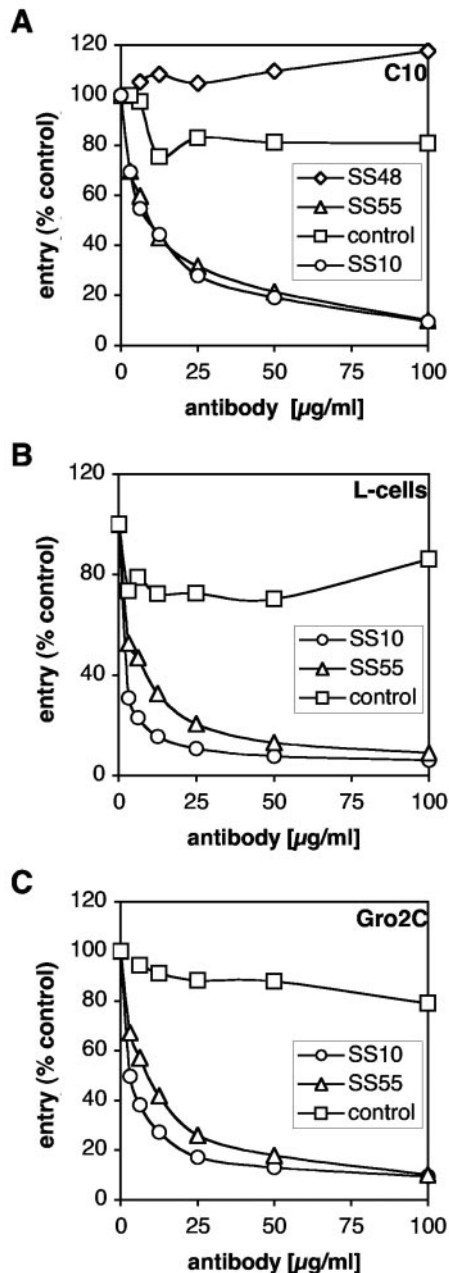 A
C10
120
100
80
60
40
20
0
entry (% control)
SS48
SS55
control
SS10
0 25 50 75 100
antibody [µg/ml]
B
L-cells
120
80
40
0
entry (% control)
SS10
SS55
control
0 25 50 75 100
antibody [µg/ml]
C
Gro2C
120
100
80
60
40
20
0
entry (% control)
SS10
SS55
control
0 25 50 75 100
antibody [µg/ml]